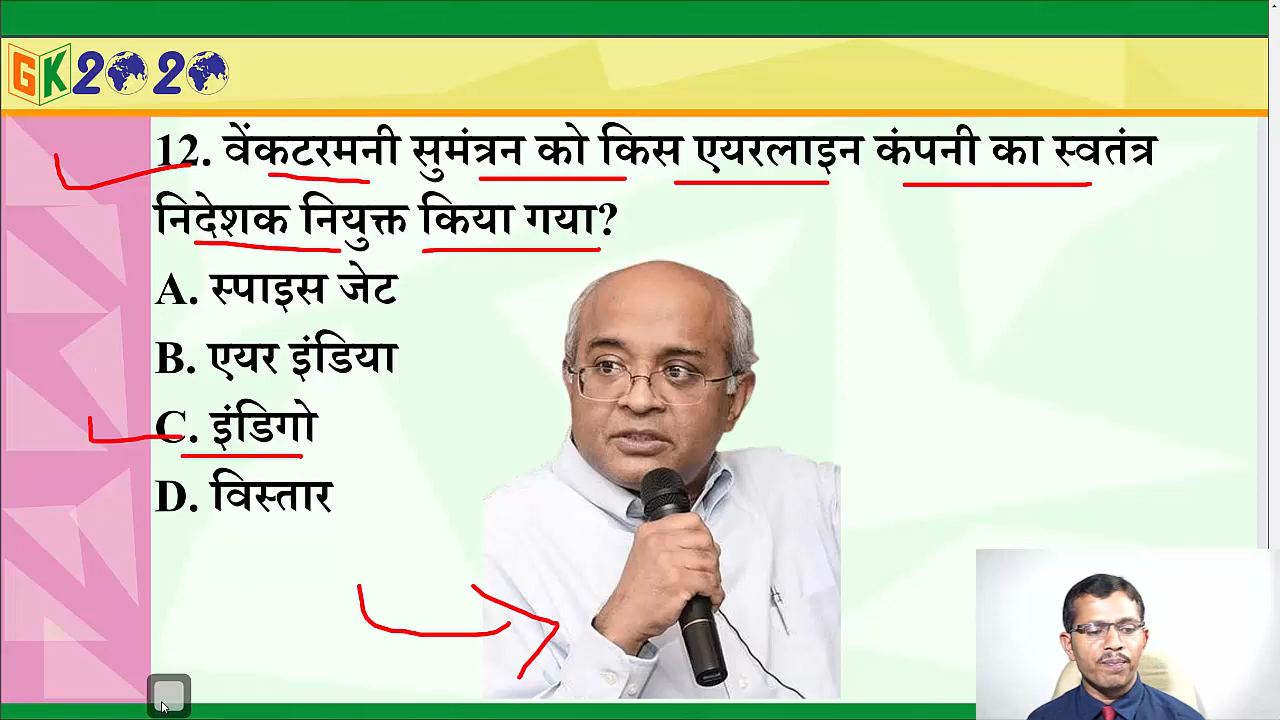 GK2020
12. वेंकटरमनी सुमंत्रन को किस एयरलाइन कंपनी का स्वतंत्र
निदेशक नियुक्त किया गया?
A. स्पाइस जेट
B. एयर इंडिया
C. इंडिगो
D. विस्तार